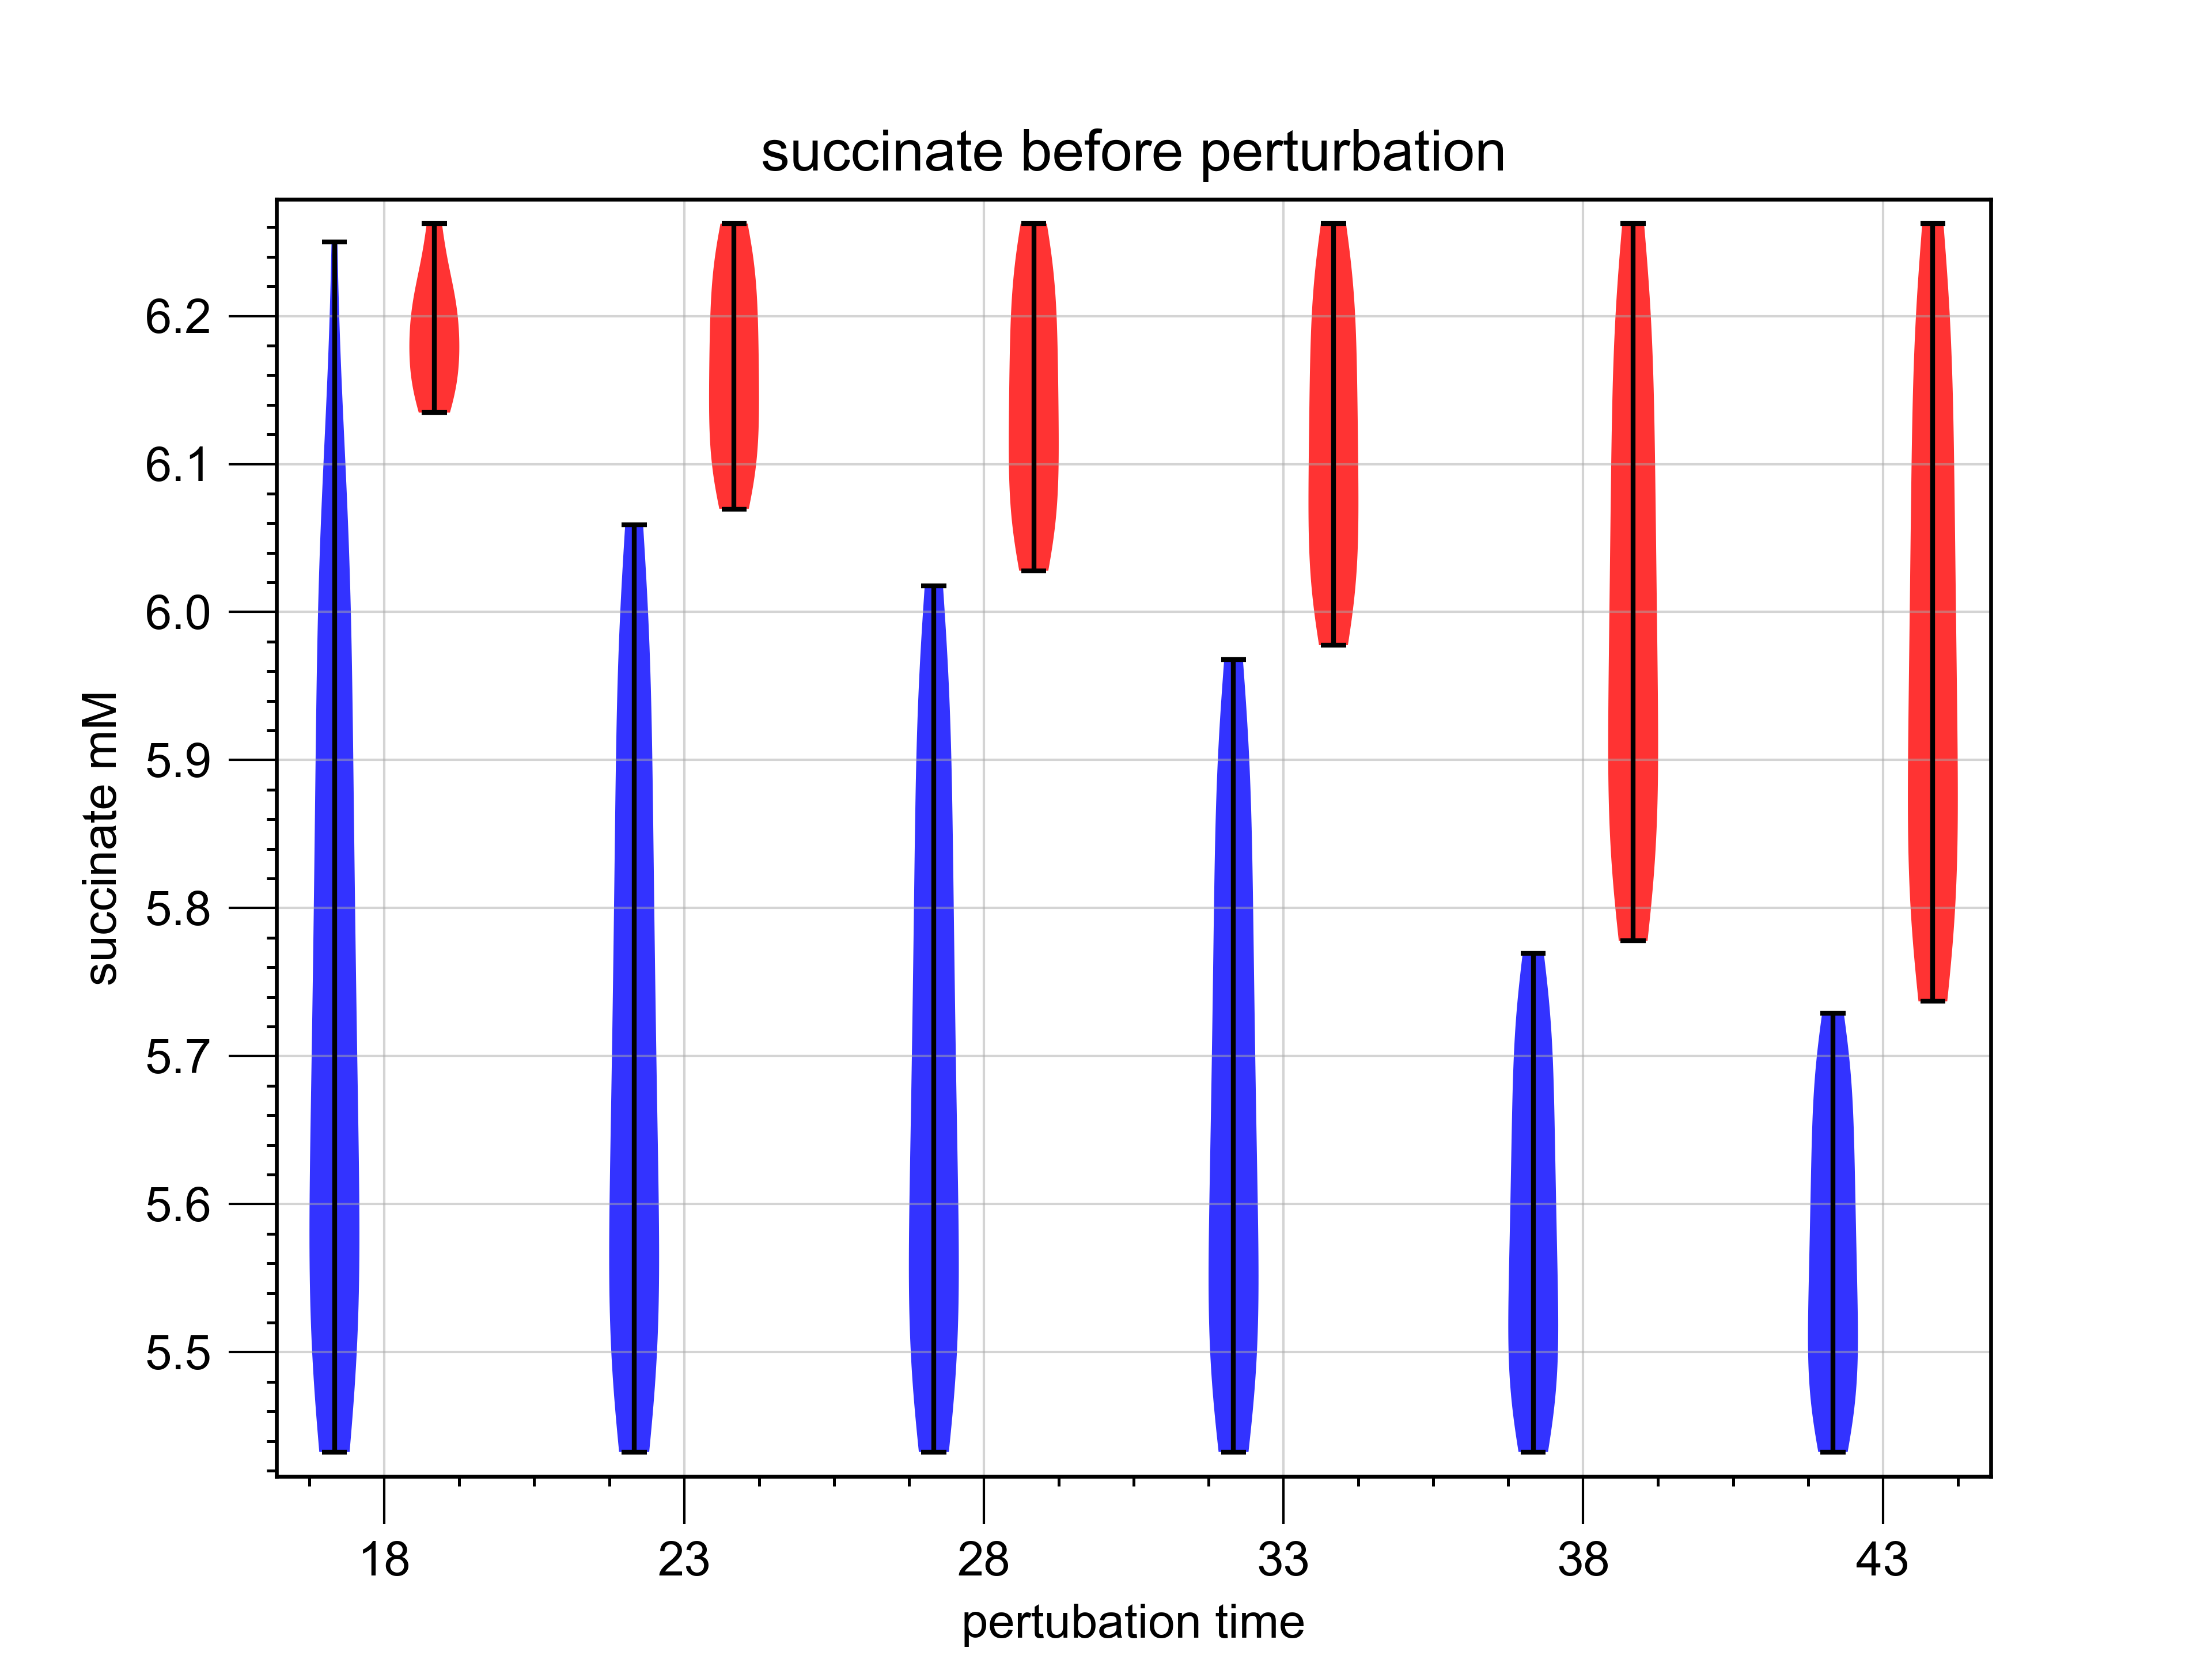 succinate before perturbation
succinate mM
6.2
6.1
6.0
5.9
5.8
5.7
5.6
5.5
18 23 28 33 38 43
pertubation time